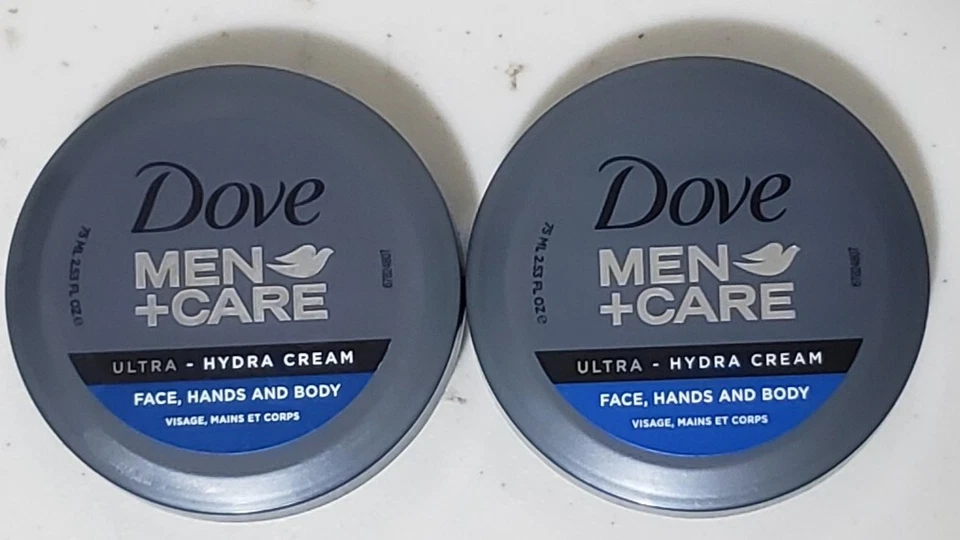 Dove
MEN
+CARE
75 ML 2.53 FL.OZ ℮
ULTRA - HYDRA CREAM
FACE, HANDS AND BODY
VISAGE, MAINS ET CORPS
Dove
MEN
+CARE
75 ML 2.53 FL.OZ ℮
ULTRA - HYDRA CREAM
FACE, HANDS AND BODY
VISAGE, MAINS ET CORPS